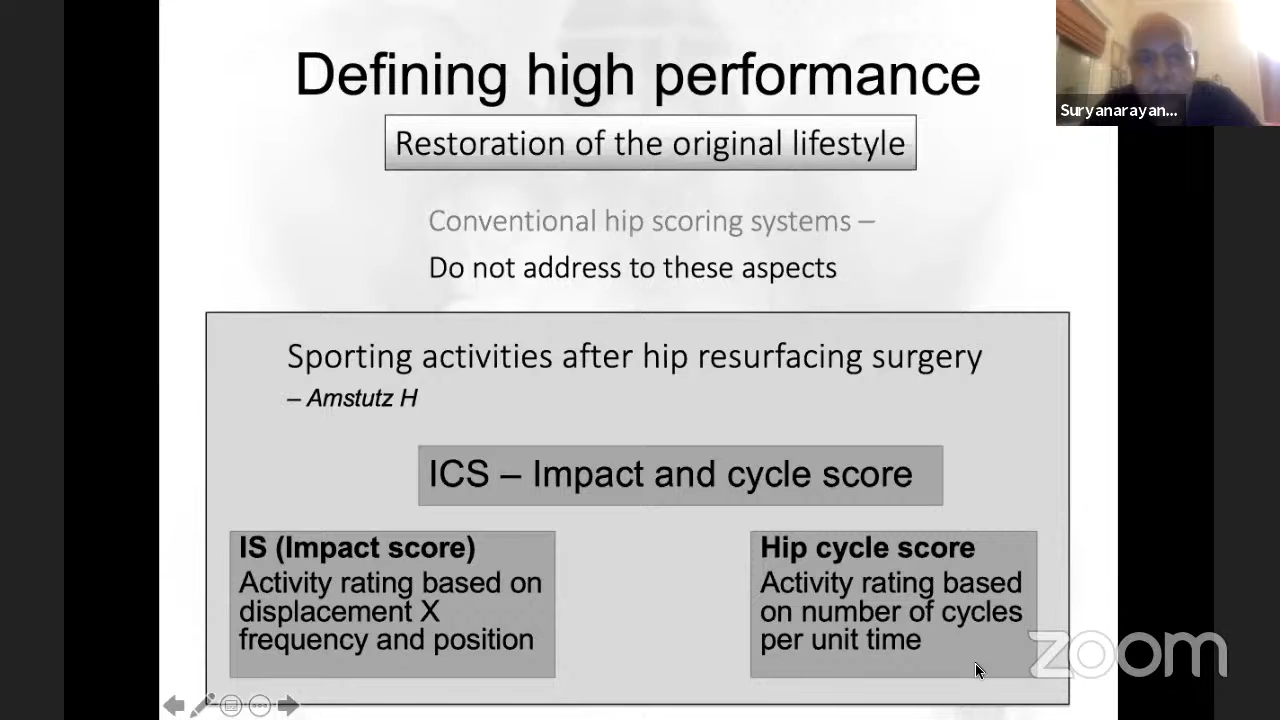 Defining high performance
Restoration of the original lifestyle
Conventional hip scoring systems –
Do not address to these aspects
Sporting activities after hip resurfacing surgery
– Amstutz H
ICS – Impact and cycle score
IS (Impact score)
Activity rating based on
displacement X
frequency and position
Hip cycle score
Activity rating based
on number of cycles
per unit time
Suryanarayan...
zoom